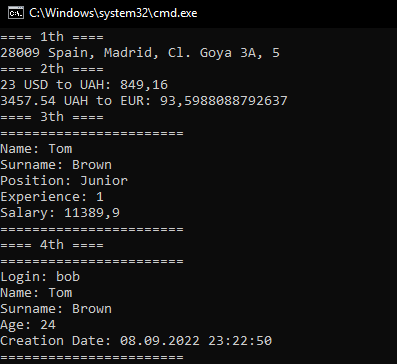 C:\Windows\system32\cmd.exe
==== 1th ====
28009 Spain, Madrid, Cl. Goya 3A, 5
==== 2th ====
23 USD to UAH: 849,16
3457.54 UAH to EUR: 93,5988088792637
==== 3th ====
=======================
Name: Tom
Surname: Brown
Position: Junior
Experience: 1
Salary: 11389,9
=======================
==== 4th ====
=======================
Login: bob
Name: Tom
Surname: Brown
Age: 24
Creation Date: 08.09.2022 23:22:50
=======================